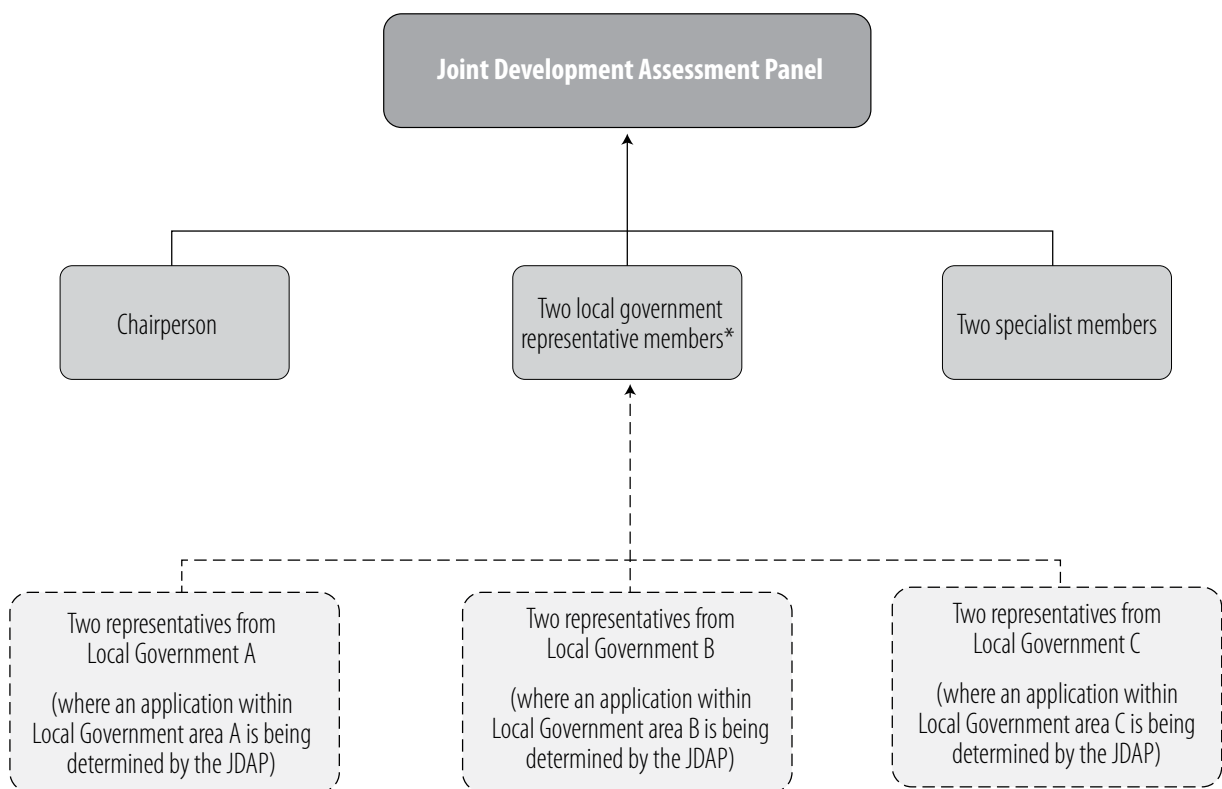 Joint Development Assessment Panel
Chairperson
Two local government
representative members*
Two specialist members
Two representatives from
Local Government A
(where an application within
Local Government area A is being
determined by the JDAP)
Two representatives from
Local Government B
(where an application within
Local Government area B is being
determined by the JDAP)
Two representatives from
Local Government C
(where an application within
Local Government area C is being
determined by the JDAP)